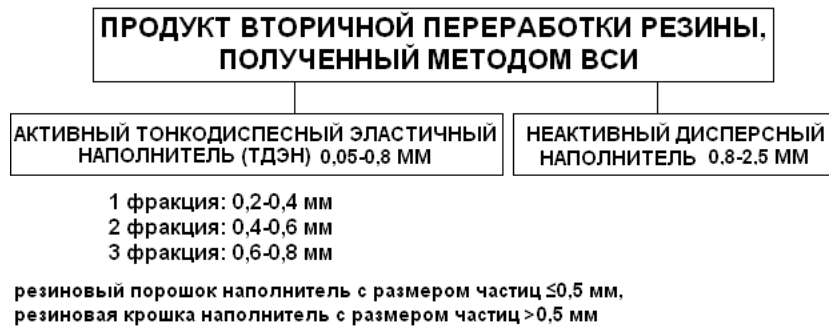 ПРОДУКТ ВТОРИЧНОЙ ПЕРЕРАБОТКИ РЕЗИНЫ,
ПОЛУЧЕННЫЙ МЕТОДОМ ВСИ
АКТИВНЫЙ ТОНКОДИСПЕСНЫЙ ЭЛАСТИЧНЫЙ
НАПОЛНИТЕЛЬ (ТДЭН) 0,05-0,8 ММ
НЕАКТИВНЫЙ ДИСПЕРСНЫЙ
НАПОЛНИТЕЛЬ 0,8-2,5 ММ
1 фракция: 0,2-0,4 мм
2 фракция: 0,4-0,6 мм
3 фракция: 0,6-0,8 мм
резиновый порошок наполнитель с размером частиц ≤0,5 мм,
резиновая крошка наполнитель с размером частиц >0,5 мм